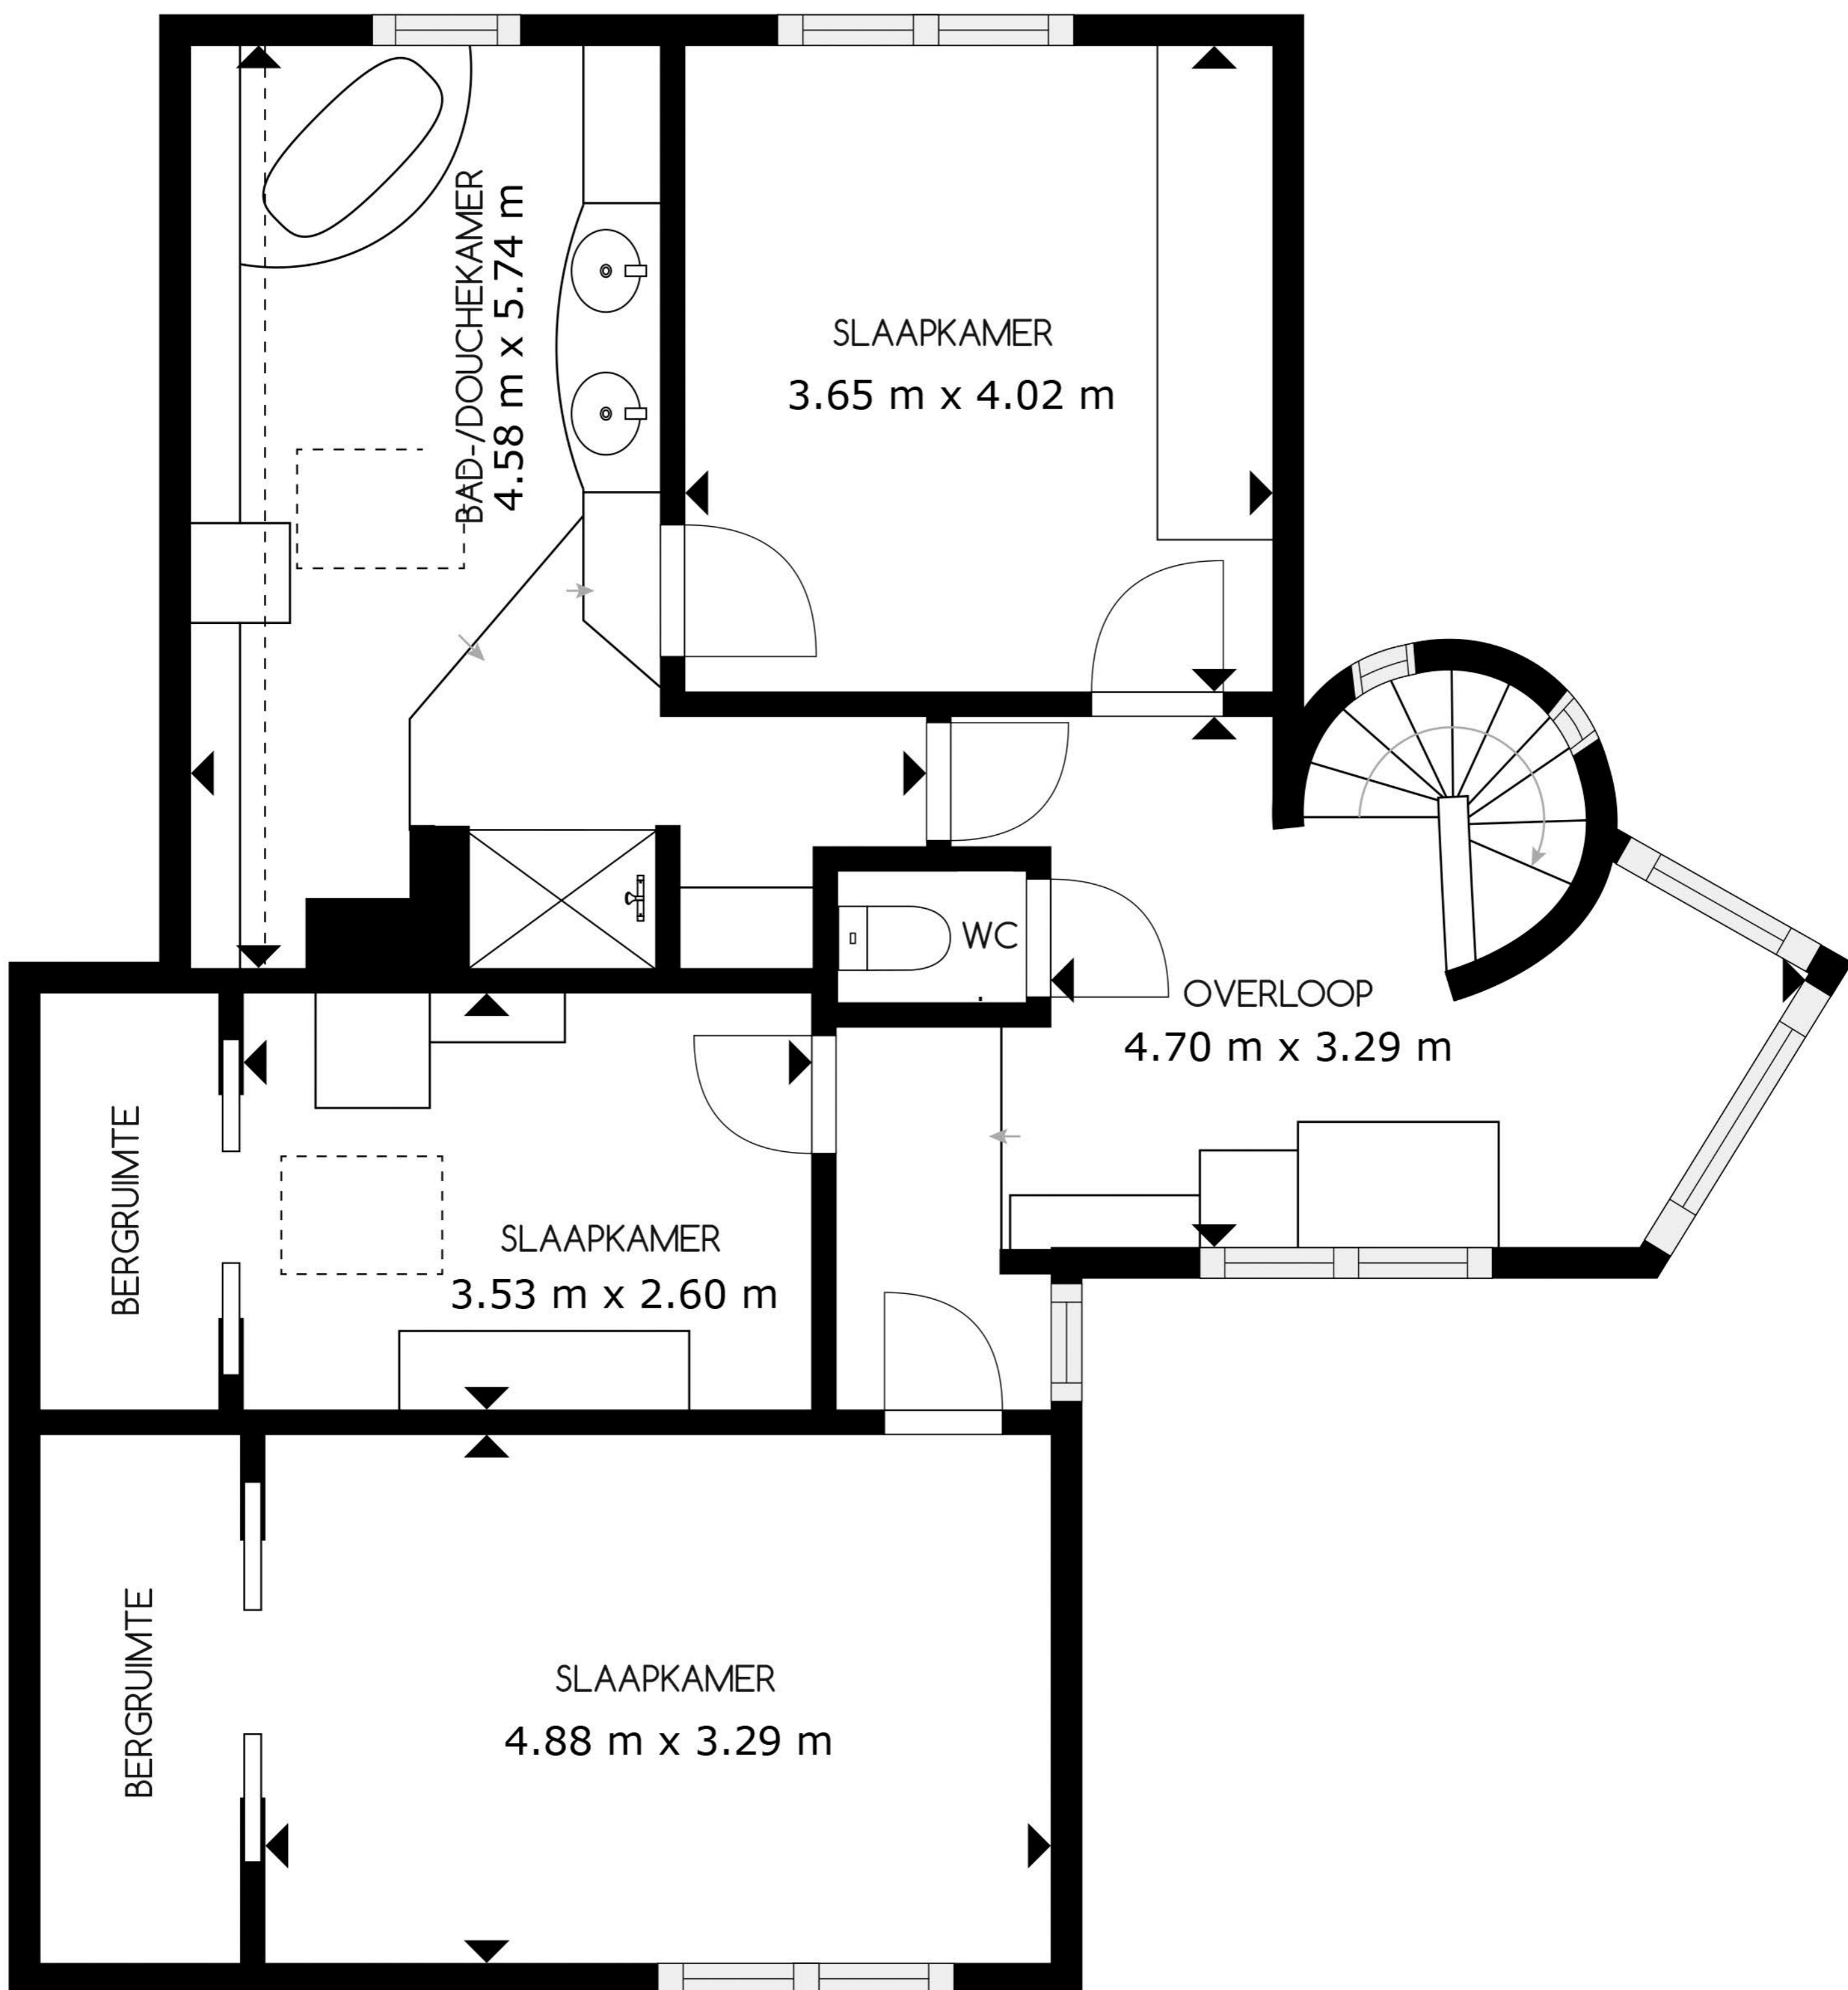 BAD-/DOUCHEKAMER
4.58 m x 5.74 m
SLAAPKAMER
3.65 m x 4.02 m
WC
OVERLOOP
4.70 m x 3.29 m
BERGRUIMTE
SLAAPKAMER
3.53 m x 2.60 m
BERGRUIMTE
SLAAPKAMER
4.88 m x 3.29 m